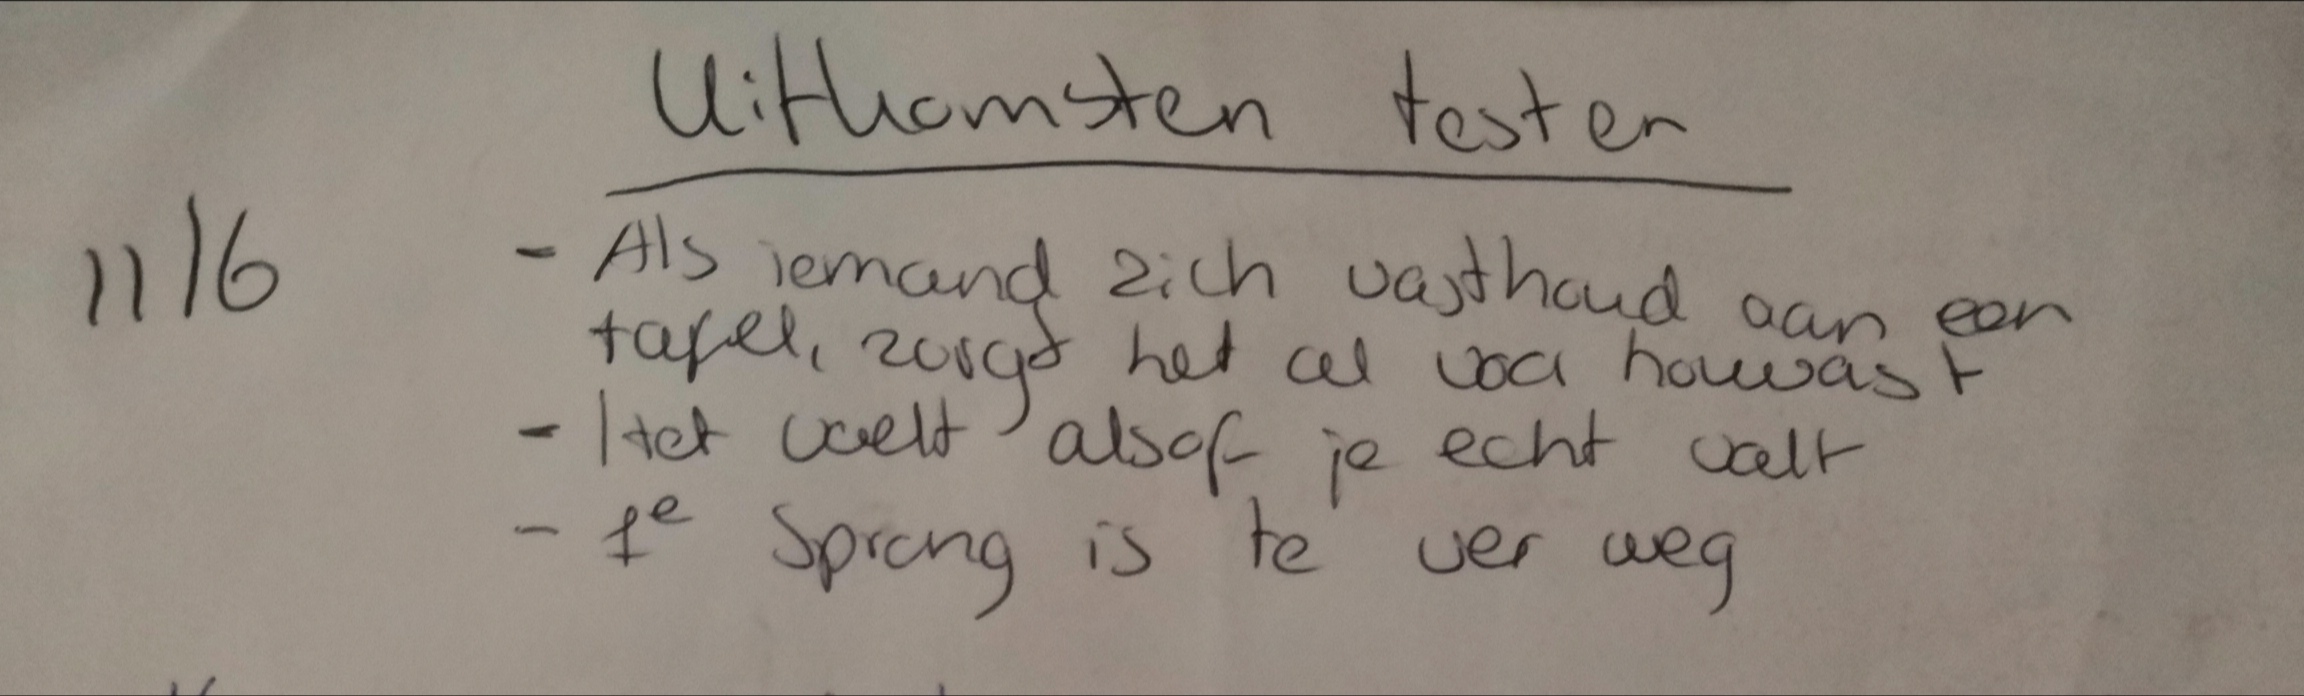 Uitkomsten testen
11/6
- Als iemand zich vasthoud aan een
tafel, zorgt het al voor houvast
- Het voelt alsof je echt valt
- 1e Sprong is te ver weg